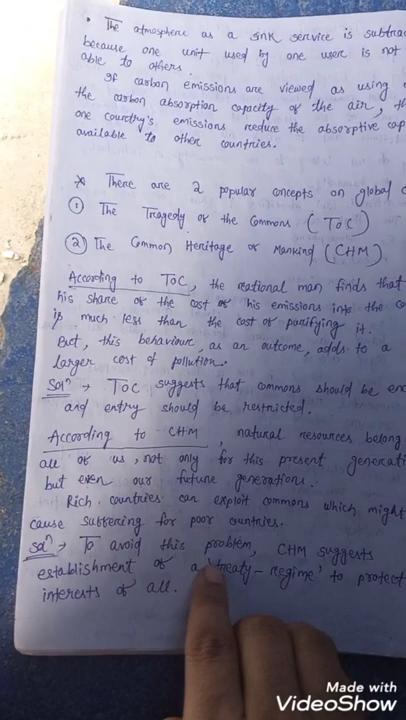 • The atmosphere as a sink service is
because one unit used by one user is not
able to others.
If carbon emissions are viewed as using
the carbon absorption capacity of the air,
one country's emissions reduce the absorptive
available to other countries.
* There are 2 popular concepts on global
① The Tragedy of the Commons (ToC)
② The Common Heritage of Mankind (CHM)
According to ToC, the rational man finds that
his share of the cost of his emissions into the
is much less than the cost of purifying it.
But, this behaviour, as an outcome, adds to a
larger cost of pollution.
Solⁿ → ToC suggests that commons should be
and entry should be restricted.
According to CHM, natural resources belong
all of us, not only for this present
but even our future generations.
Rich countries can exploit commons which might
cause suffering for poor countries.
Solⁿ → To avoid this problem, CHM suggests
establishment of a 'treaty-regime' to protect
interests of all.
Made with
VideoShow